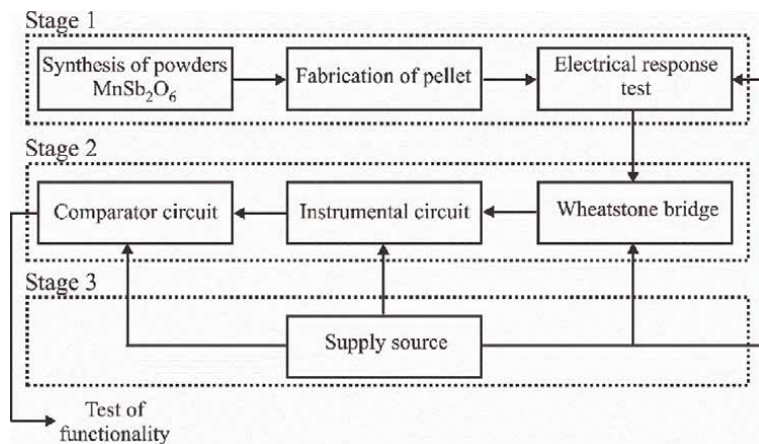 Stage 1
Synthesis of powders
MnSb₂O₆
Fabrication of pellet
Electrical response
test
Stage 2
Comparator circuit
Instrumental circuit
Wheatstone bridge
Stage 3
Supply source
Test of
functionality